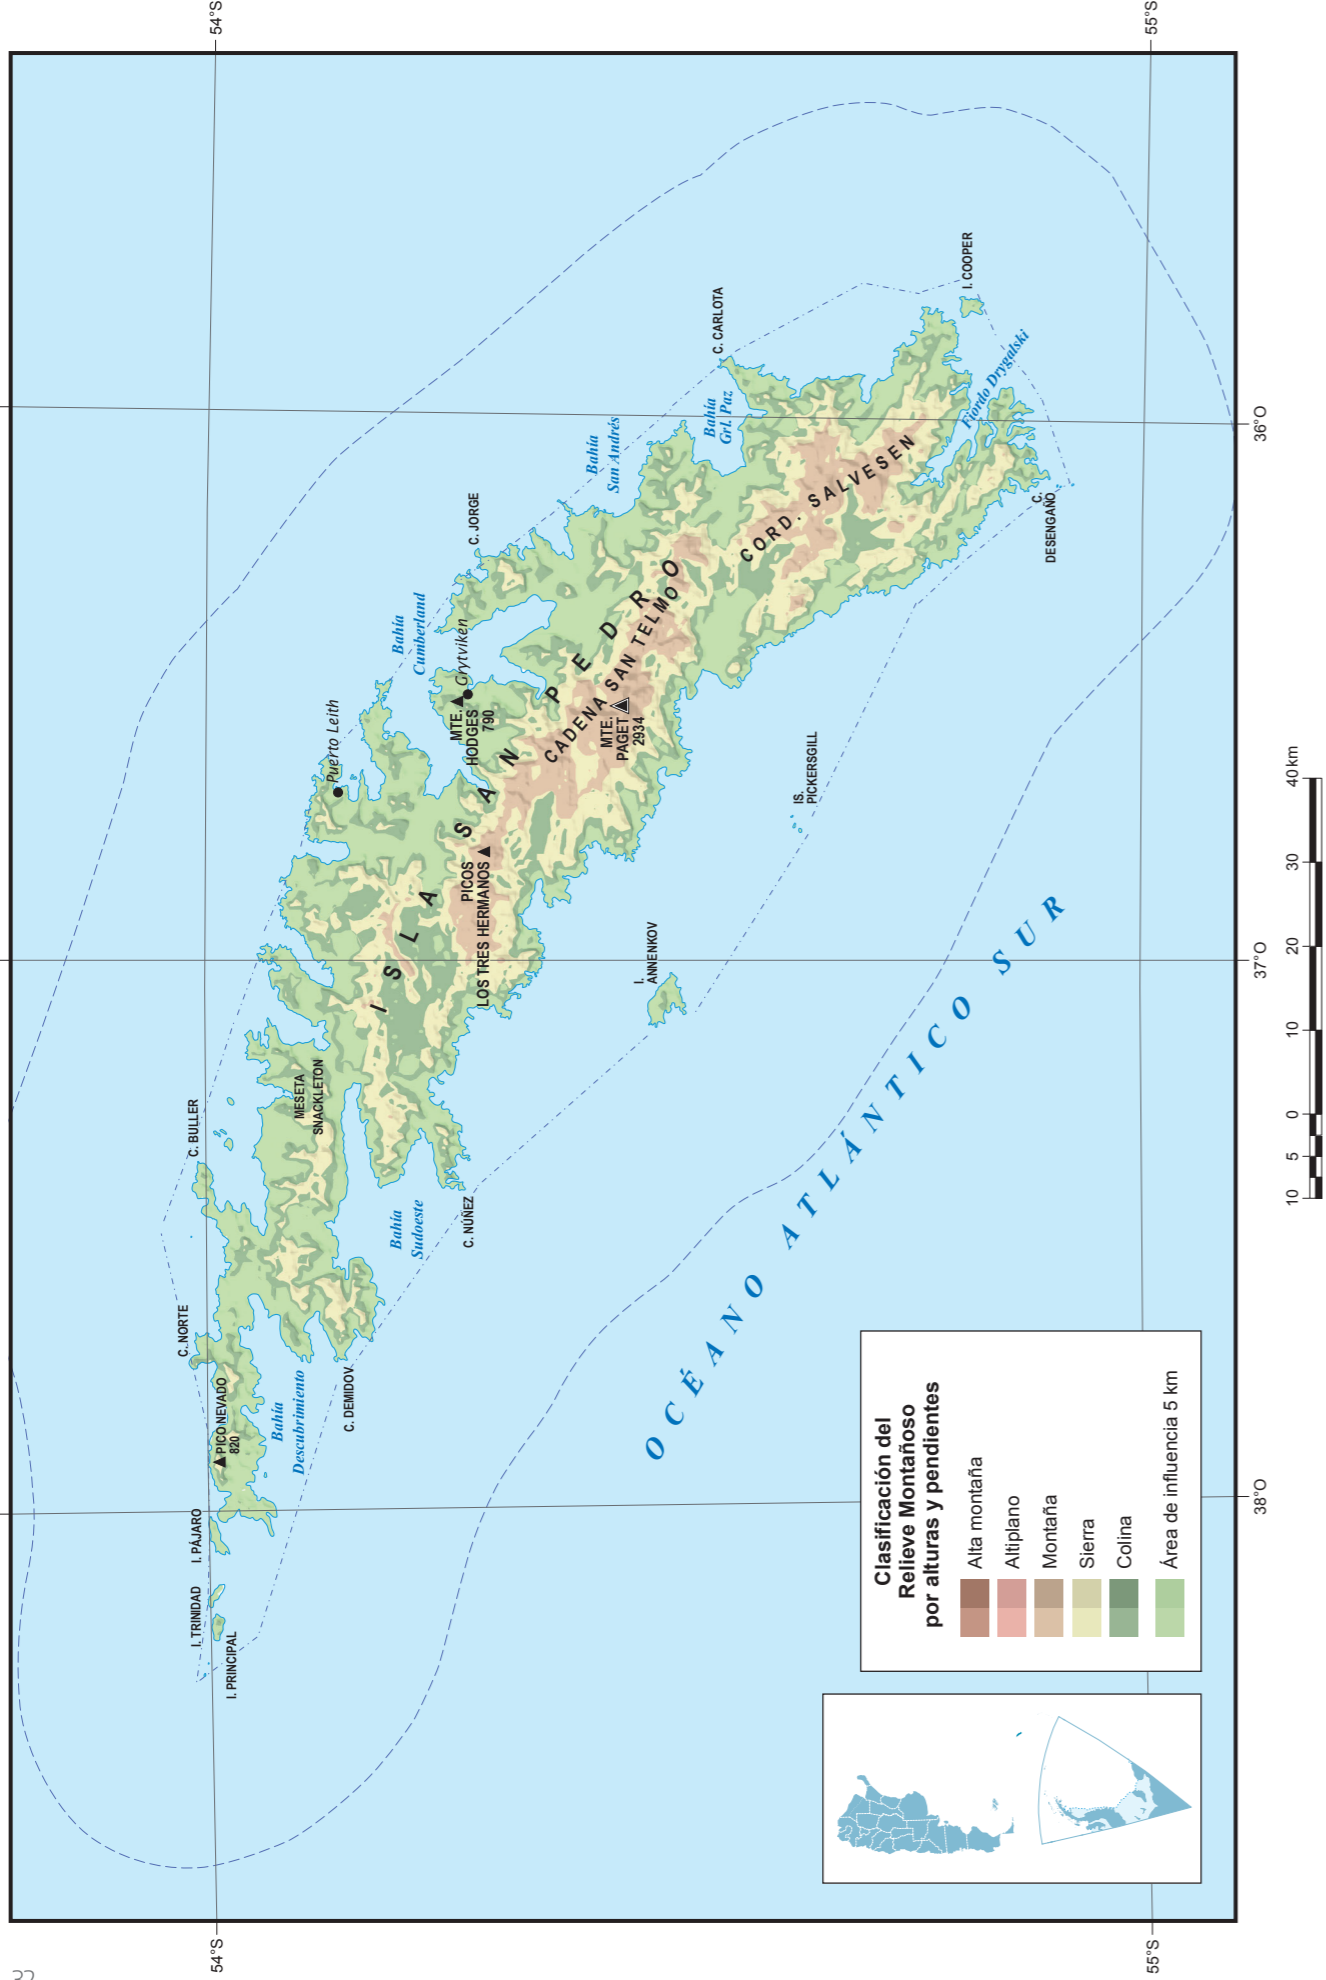 54°S
54°S
55°S
55°S
36°O
37°O
38°O
I. TRINIDAD
I. PRINCIPAL
I. PÁJARO
PICO NEVADO
820
C. NORTE
Bahía
Descubrimiento
C. DEMIDOV
C. BULLER
Bahía
Sudoeste
C. NÚÑEZ
MESETA
SNACKLETON
ISLA SAN PEDRO
PICOS
LOS TRES HERMANOS
Puerto Leith
MTE.
HODGES
790
Grytviken
Bahía
Cumberland
C. JORGE
CADENA SAN TELMO
MTE.
PAGET
2934
Bahía
San Andrés
Bahía
Grl. Paz
C. CARLOTA
CORD. SALVESEN
I. COOPER
Fiordo Drygalski
C.
DESENGAÑO
I.
ANNENKOV
IS.
PICKERSGILL
OCÉANO ATLÁNTICO SUR
Clasificación del
Relieve Montañoso
por alturas y pendientes
Alta montaña
Altiplano
Montaña
Sierra
Colina
Área de influencia 5 km
10 5 0 10 20 30 40 km